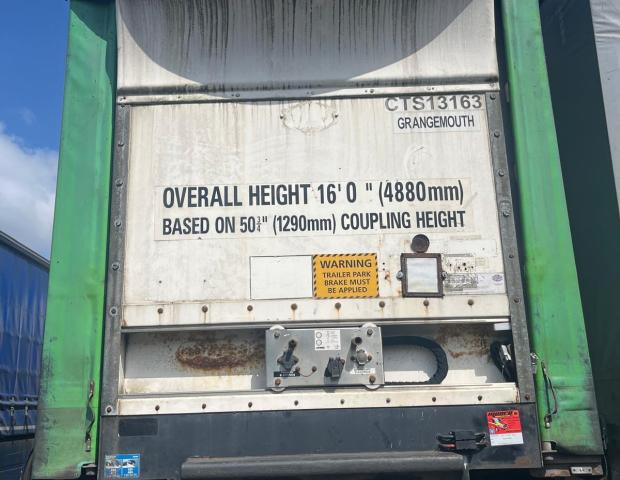 CTS13163
GRANGEMOUTH
OVERALL HEIGHT 16' 0 " (4880mm)
BASED ON 50¾" (1290mm) COUPLING HEIGHT
WARNING
TRAILER PARK
BRAKE MUST
BE APPLIED